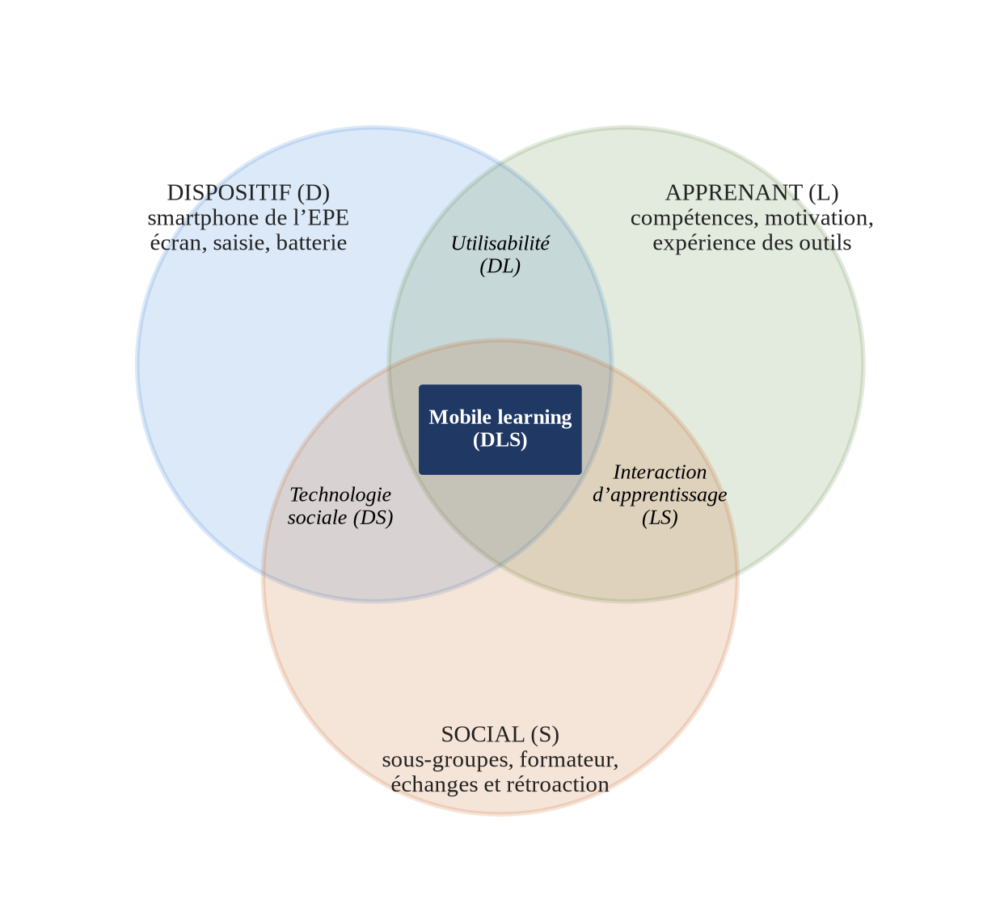 DISPOSITIF (D)
smartphone de l’EPE
écran, saisie, batterie
APPRENANT (L)
compétences, motivation,
expérience des outils
Utilisabilité
(DL)
Mobile learning
(DLS)
Technologie
sociale (DS)
Interaction
d’apprentissage
(LS)
SOCIAL (S)
sous-groupes, formateur,
échanges et rétroaction